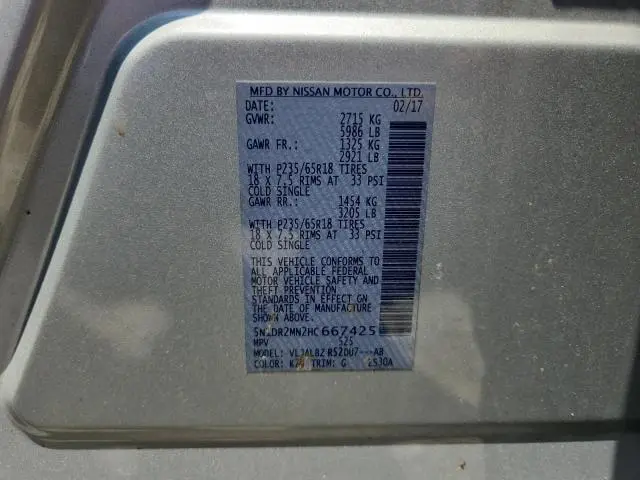 MFD BY NISSAN MOTOR CO., LTD.
DATE: 02/17
GVWR: 2715 KG
5986 LB
GAWR FR.: 1325 KG
2921 LB
WITH P235/65R18 TIRES
18 X 7.5 RIMS AT 33 PSI
COLD SINGLE
GAWR RR.: 1454 KG
3205 LB
WITH P235/65R18 TIRES
18 X 7.5 RIMS AT 33 PSI
COLD SINGLE
THIS VEHICLE CONFORMS TO
ALL APPLICABLE FEDERAL
MOTOR VEHICLE SAFETY AND
THEFT PREVENTION
STANDARDS IN EFFECT ON
THE DATE OF MANUFACTURE
SHOWN ABOVE.
5N1DR2MN2HC667425
MPV 525
MODEL: R52DU7---AB
COLOR: TRIM: G